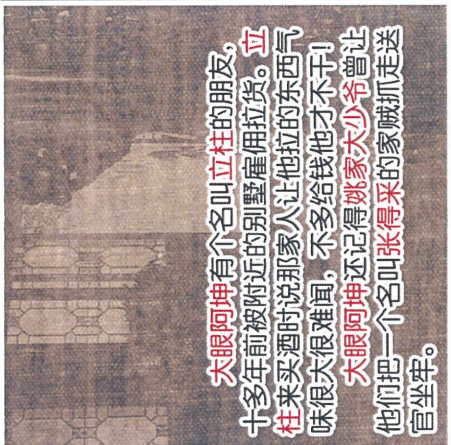 大眼阿坤有个名叫立柱的朋友，
十多年前被附近的别墅雇佣拉货。立
柱来买酒时说那家人让他拉的东西气
味很大很难闻，不多给钱他才不干！
大眼阿坤还记得姚家大少爷曾让
他们把一个名叫张得采的家贼抓走送
官坐牢。